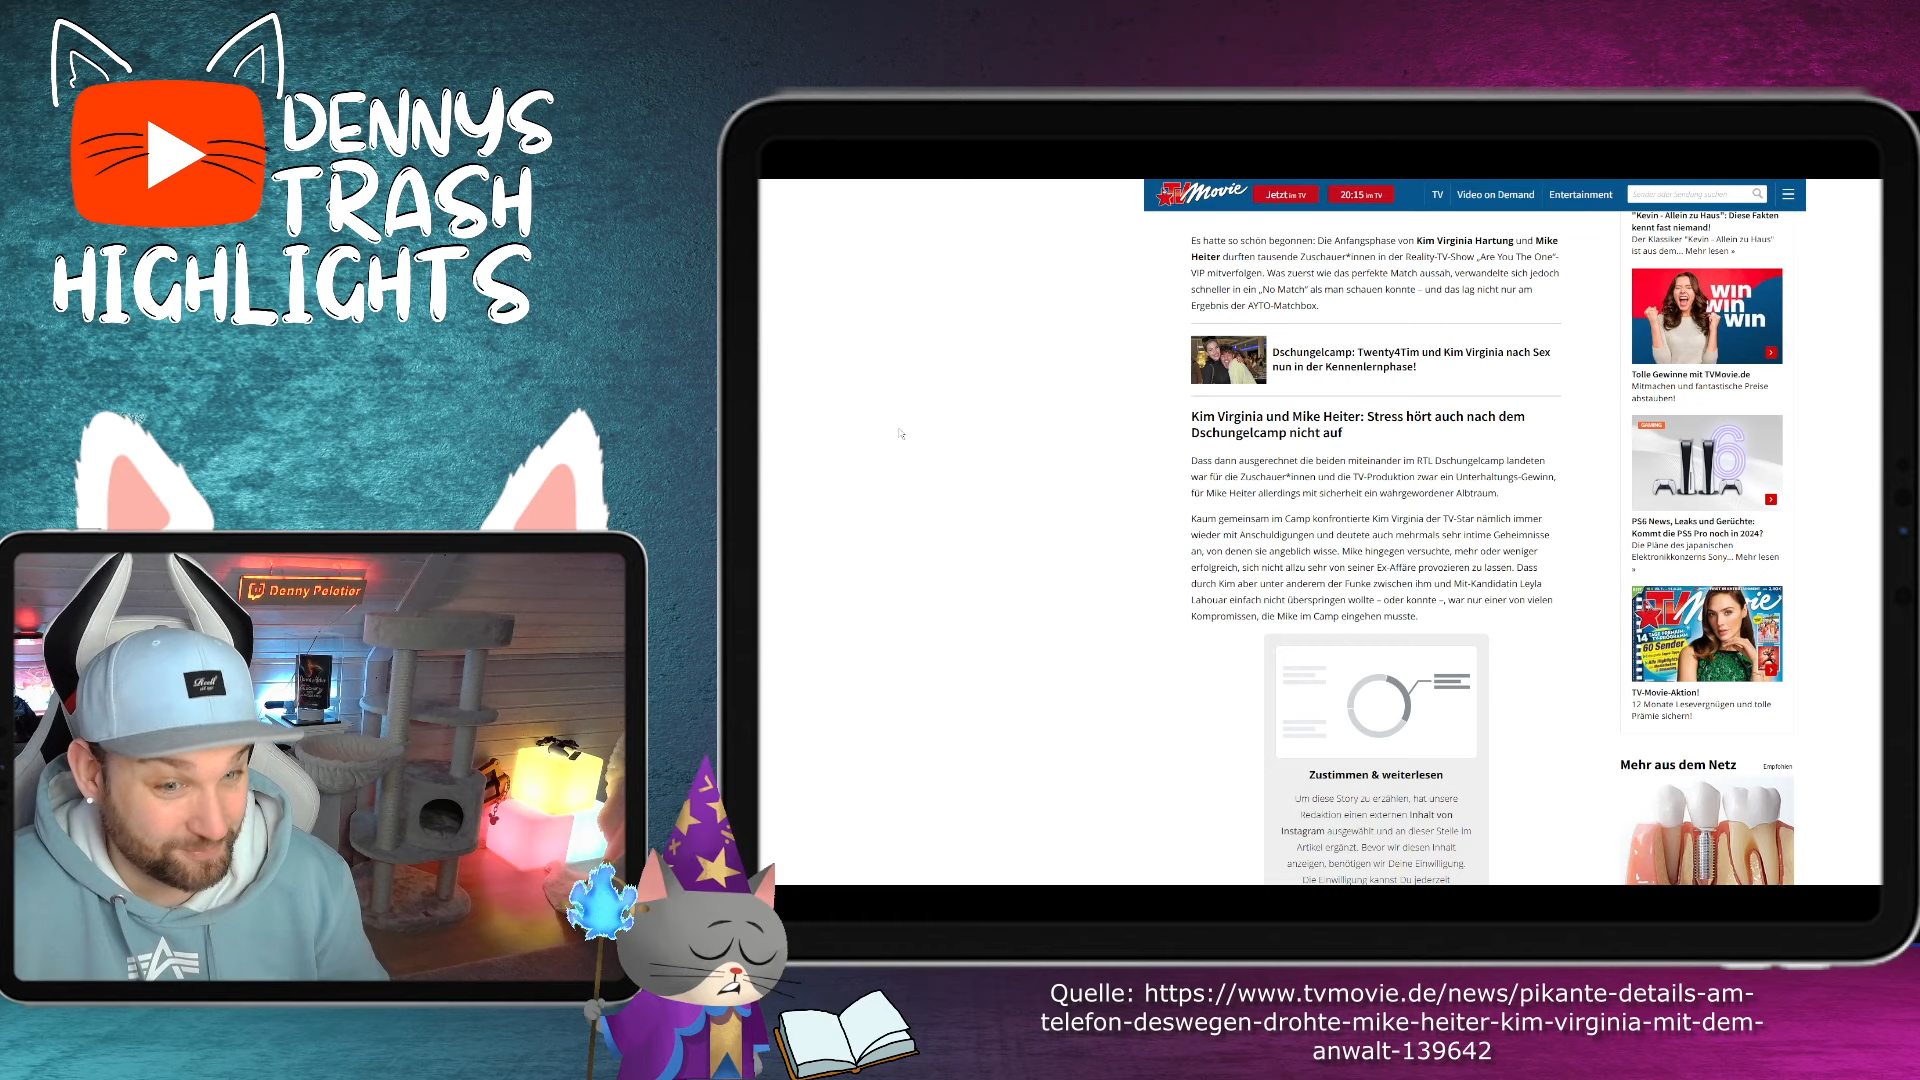 DENNYS
TRASH
HIGHLIGHTS
Denny Pelotier
TV Movie
Jetzt im TV
20:15 im TV
TV
Video on Demand
Entertainment
Sender oder Sendung suchen
Es hatte so schön begonnen: Die Anfangsphase von Kim Virginia Hartung und Mike
Heiter durften tausende Zuschauer*innen in der Reality-TV-Show „Are You The One"-
VIP mitverfolgen. Was zuerst wie das perfekte Match aussah, verwandelte sich jedoch
schneller in ein „No Match" als man schauen konnte – und das lag nicht nur am
Ergebnis der AYTO-Matchbox.
Dschungelcamp: Twenty4Tim und Kim Virginia nach Sex
nun in der Kennenlernphase!
Kim Virginia und Mike Heiter: Stress hört auch nach dem
Dschungelcamp nicht auf
Dass dann ausgerechnet die beiden miteinander im RTL Dschungelcamp landeten
war für die Zuschauer*innen und die TV-Produktion zwar ein Unterhaltungs-Gewinn,
für Mike Heiter allerdings mit sicherheit ein wahrgewordener Albtraum.
Kaum gemeinsam im Camp konfrontierte Kim Virginia der TV-Star nämlich immer
wieder mit Anschuldigungen und deutete auch mehrmals sehr intime Geheimnisse
an, von denen sie angeblich wisse. Mike hingegen versuchte, mehr oder weniger
erfolgreich, sich nicht allzu sehr von seiner Ex-Affäre provozieren zu lassen. Dass
durch Kim aber unter anderem der Funke zwischen ihm und Mit-Kandidatin Leyla
Lahouar einfach nicht überspringen wollte – oder konnte –, war nur einer von vielen
Kompromissen, die Mike im Camp eingehen musste.
Zustimmen & weiterlesen
Um diese Story zu erzählen, hat unsere
Redaktion einen externen Inhalt von
Instagram ausgewählt und an dieser Stelle im
Artikel ergänzt. Bevor wir diesen Inhalt
anzeigen, benötigen wir Deine Einwilligung.
Die Einwilligung kannst Du jederzeit
"Kevin - Allein zu Haus": Diese Fakten
kennt fast niemand!
Der Klassiker "Kevin - Allein zu Haus"
ist aus dem... Mehr lesen »
win
win
win
Tolle Gewinne mit TVMovie.de
Mitmachen und fantastische Preise
abstauben!
GAMING
6
PS6 News, Leaks und Gerüchte:
Kommt die PS5 Pro noch in 2024?
Die Pläne des japanischen
Elektronikkonzerns Sony... Mehr lesen
»
TV Movie
60 Sender
TV-Movie-Aktion!
12 Monate Lesevergnügen und tolle
Prämie sichern!
Mehr aus dem Netz
Empfohlen
Quelle: https://www.tvmovie.de/news/pikante-details-am-
telefon-deswegen-drohte-mike-heiter-kim-virginia-mit-dem-
anwalt-139642